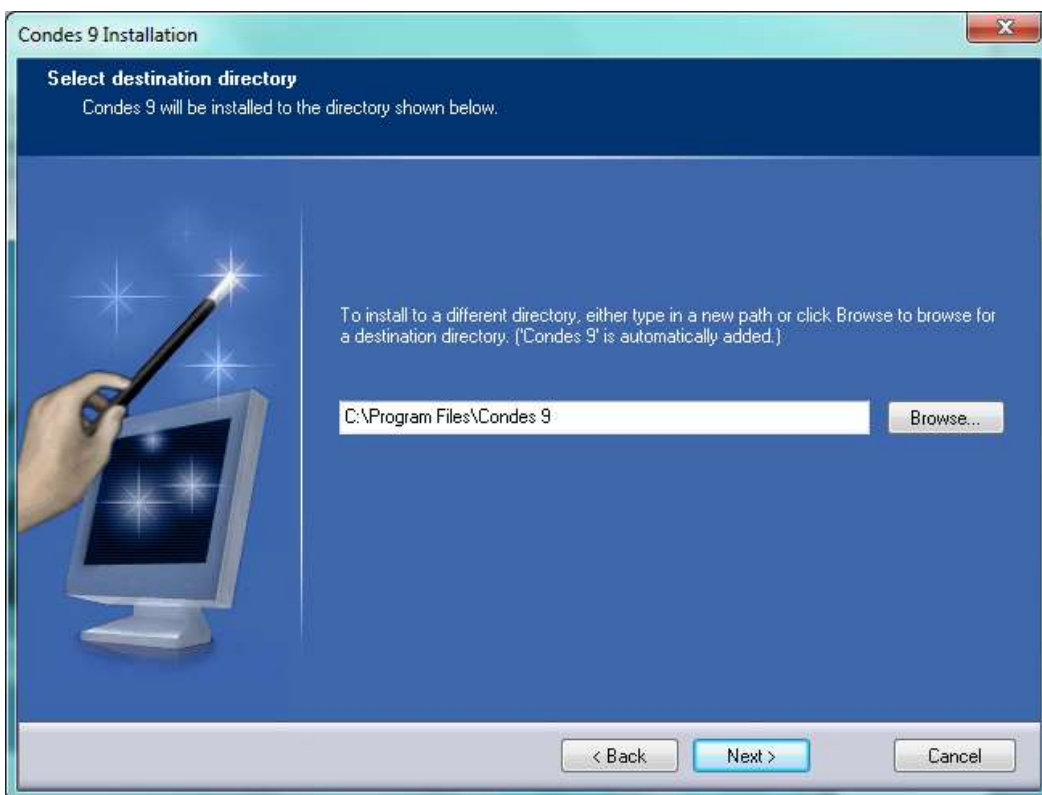 Condes 9 Installation
Select destination directory
Condes 9 will be installed to the directory shown below.
To install to a different directory, either type in a new path or click Browse to browse for
a destination directory. ('Condes 9' is automatically added.)
C:\Program Files\Condes 9
Browse...
< Back
Next >
Cancel